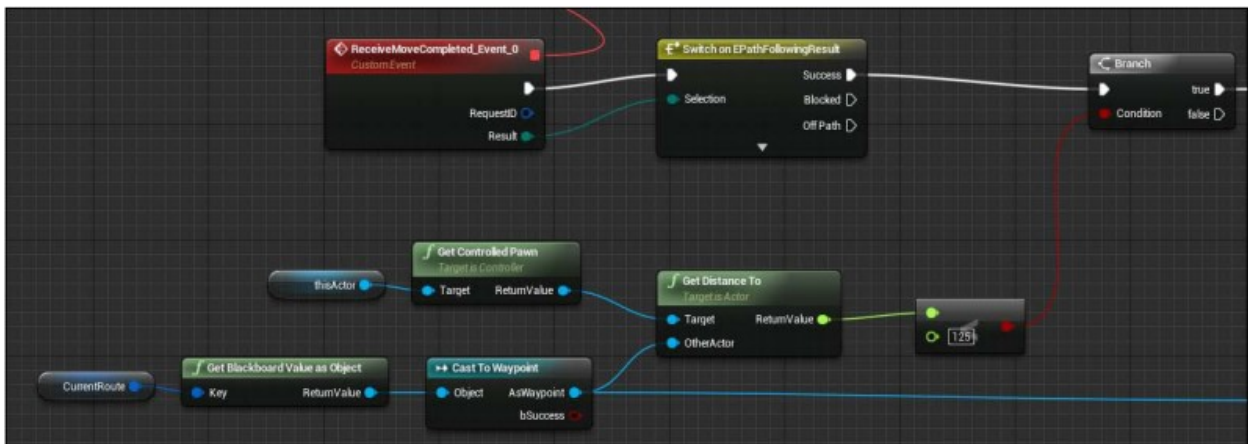 ReceiveMoveCompleted_Event_0
CustomEvent
RequestID
Result
Switch on EPathFollowingResult
Success
Selection
Blocked
Off Path
Branch
true
Condition
false
thisActor
Get Controlled Pawn
Target is Controller
Target
ReturnValue
Get Distance To
Target is Actor
Target
ReturnValue
OtherActor
125
CurrentRoute
Get Blackboard Value as Object
Key
ReturnValue
Cast To Waypoint
Object
AsWaypoint
bSuccess